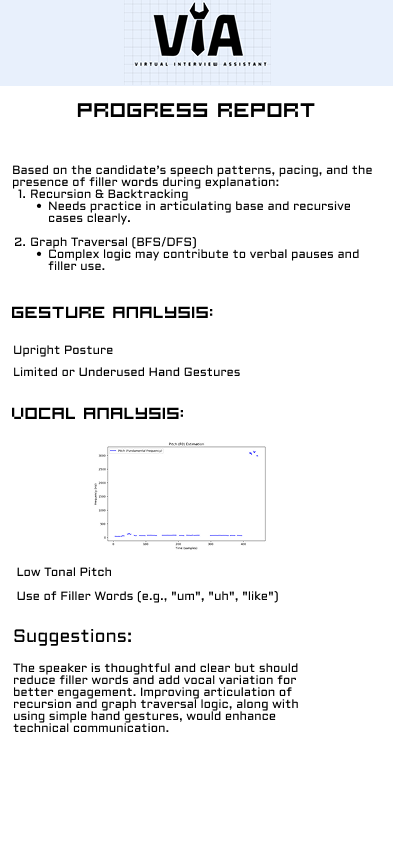 VIA
VIRTUAL INTERVIEW ASSISTANT
PROGRESS REPORT
Based on the candidate's speech patterns, pacing, and the
presence of filler words during explanation:
1. Recursion & Backtracking
• Needs practice in articulating base and recursive
cases clearly.
2. Graph Traversal (BFS/DFS)
• Complex logic may contribute to verbal pauses and
filler use.
GESTURE ANALYSIS:
Upright Posture
Limited or Underused Hand Gestures
VOCAL ANALYSIS:
Pitch (F0) Estimation
Pitch (Fundamental Frequency)
3000
2500
2000
1500
1000
500
0
Frequency (Hz)
0 100 200 300 400
Time (samples)
Low Tonal Pitch
Use of Filler Words (e.g., "um", "uh", "like")
Suggestions:
The speaker is thoughtful and clear but should
reduce filler words and add vocal variation for
better engagement. Improving articulation of
recursion and graph traversal logic, along with
using simple hand gestures, would enhance
technical communication.